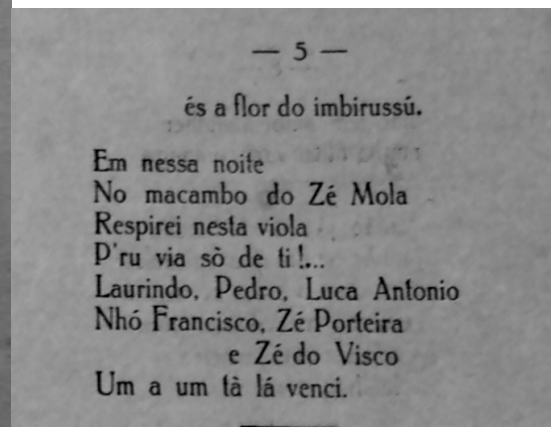 — 5 —
és a flor do imbirussú.
Em nessa noite
No macambo do Zé Mola
Respirei nesta viola
P'ru via sò de ti!...
Laurindo, Pedro, Luca Antonio
Nhó Francisco, Zé Porteira
e Zé do Visco
Um a um tà lá venci.